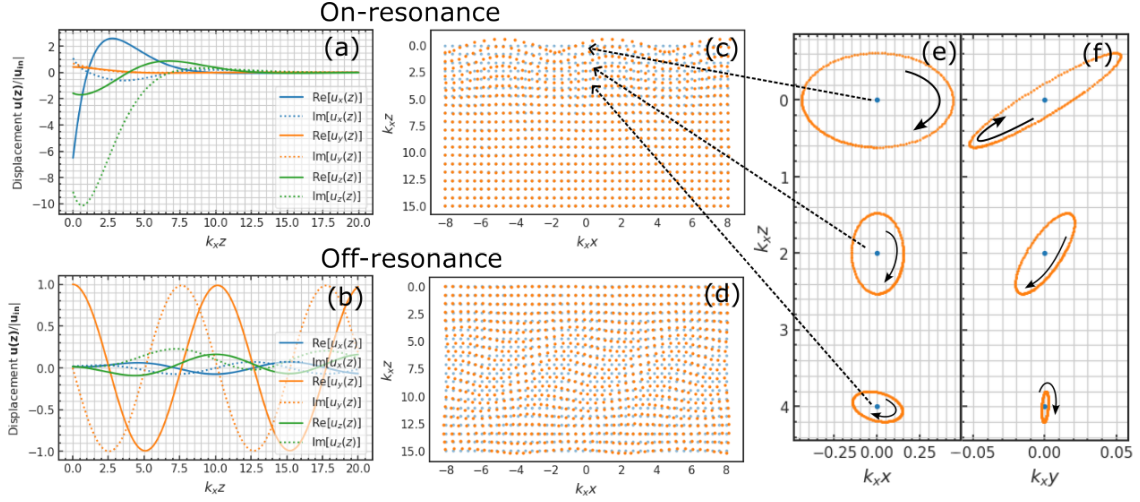 On-resonance
(a)
2
0
−2
−4
−6
−8
−10
Displacement u(z)/|u_in|
Re[u_x(z)]
Im[u_x(z)]
Re[u_y(z)]
Im[u_y(z)]
Re[u_z(z)]
Im[u_z(z)]
0.0 2.5 5.0 7.5 10.0 12.5 15.0 17.5 20.0
k_xz
(c)
0.0
2.5
5.0
7.5
10.0
12.5
15.0
k_xz
−8 −6 −4 −2 0 2 4 6 8
k_xx
Off-resonance
(b)
1.0
0.5
0.0
−0.5
−1.0
Displacement u(z)/|u_in|
Re[u_x(z)]
Im[u_x(z)]
Re[u_y(z)]
Im[u_y(z)]
Re[u_z(z)]
Im[u_z(z)]
0.0 2.5 5.0 7.5 10.0 12.5 15.0 17.5 20.0
k_xz
(d)
0.0
2.5
5.0
7.5
10.0
12.5
15.0
k_xz
−8 −6 −4 −2 0 2 4 6 8
k_xx
(e)
0
1
2
3
4
k_xz
−0.25 0.00 0.25
k_xx
(f)
−0.05 0.00 0.05
k_xy